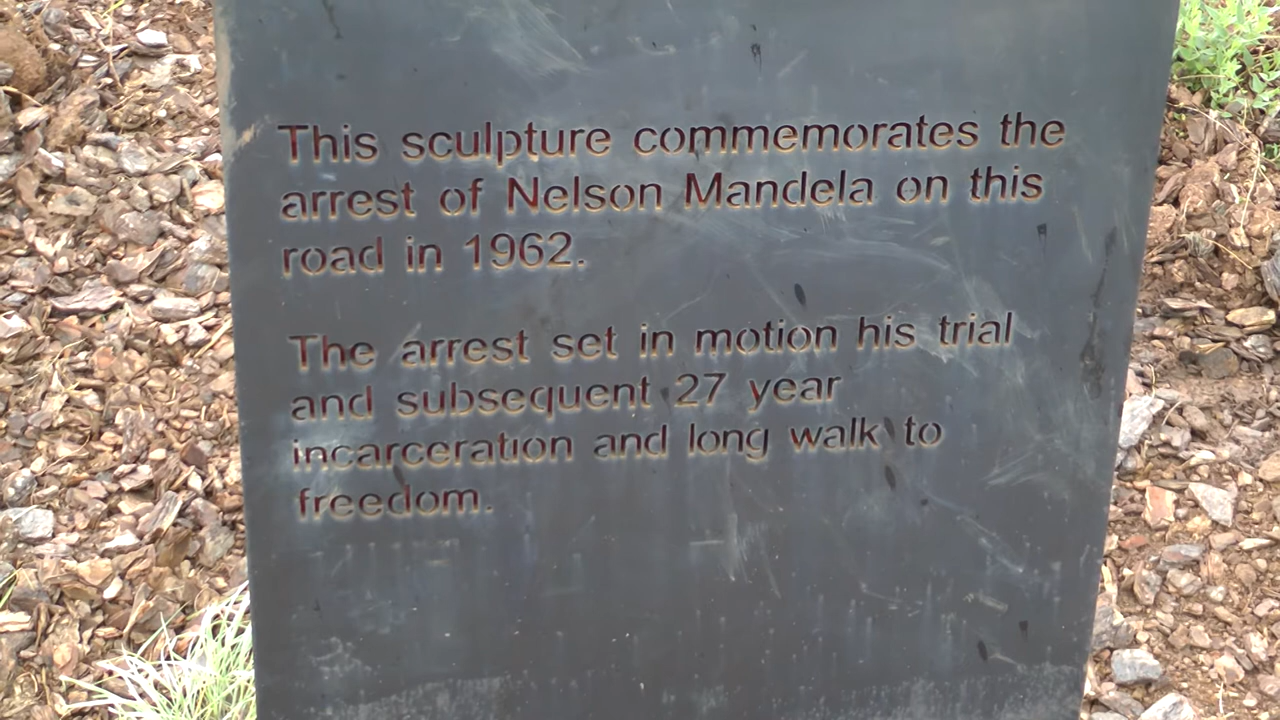 This sculpture commemorates the
arrest of Nelson Mandela on this
road in 1962.
The arrest set in motion his trial
and subsequent 27 year
incarceration and long walk to
freedom.